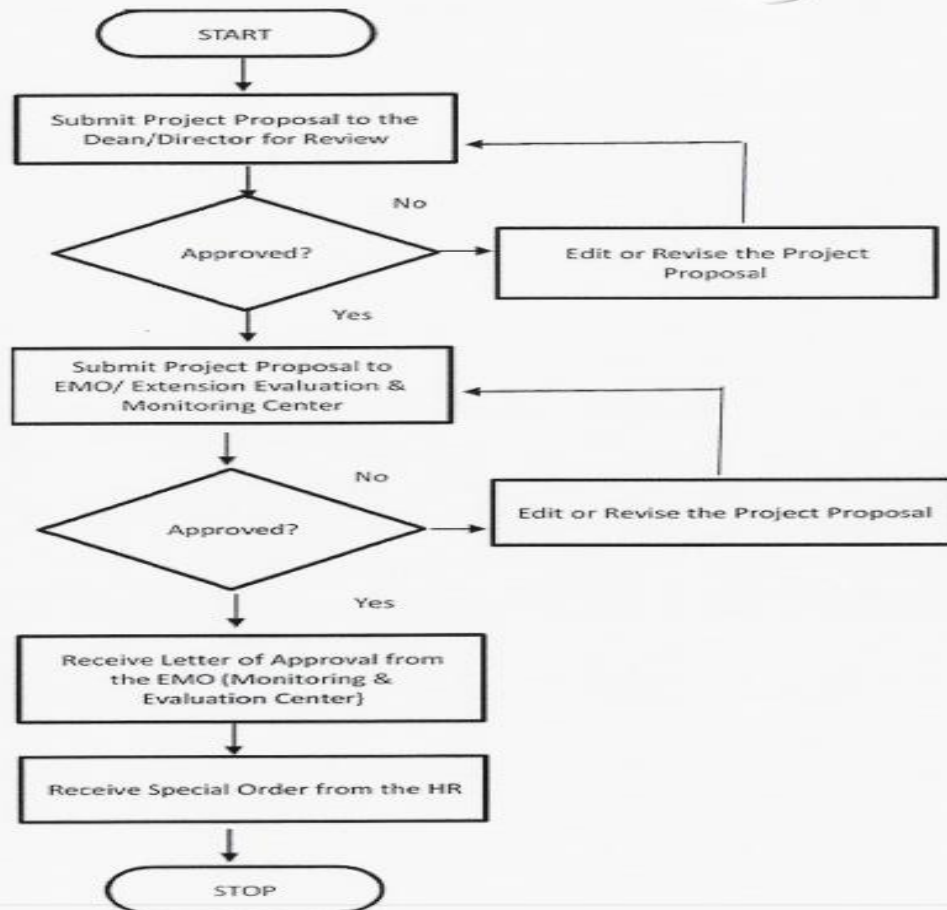 START
Submit Project Proposal to the
Dean/Director for Review
No
Approved?
Edit or Revise the Project
Proposal
Yes
Submit Project Proposal to
EMO/ Extension Evaluation &
Monitoring Center
No
Approved?
Edit or Revise the Project Proposal
Yes
Receive Letter of Approval from
the EMO (Monitoring &
Evaluation Center}
Receive Special Order from the HR
STOP